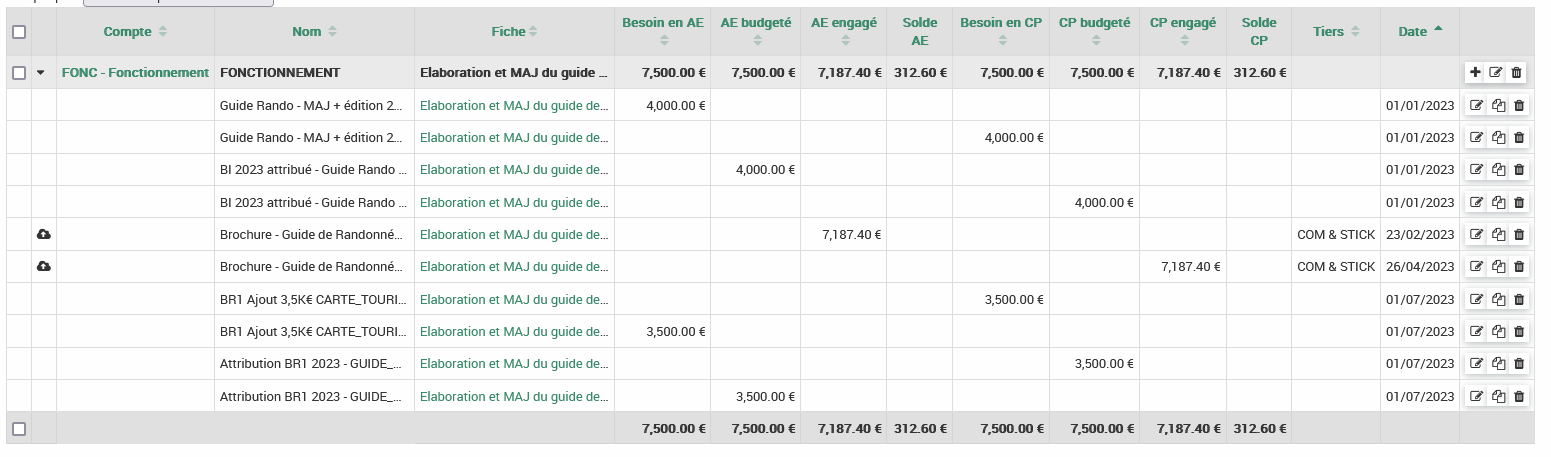 Compte Nom Fiche Besoin en AE AE budgeté AE engagé Solde AE Besoin en CP CP budgeté CP engagé Solde CP Tiers Date
FONC - Fonctionnement FONCTIONNEMENT Elaboration et MAJ du guide ... 7,500.00 € 7,500.00 € 7,187.40 € 312.60 € 7,500.00 € 7,500.00 € 7,187.40 € 312.60 €
Guide Rando - MAJ + édition 2... Elaboration et MAJ du guide de... 4,000.00 € 01/01/2023
Guide Rando - MAJ + édition 2... Elaboration et MAJ du guide de... 4,000.00 € 01/01/2023
BI 2023 attribué - Guide Rando ... Elaboration et MAJ du guide de... 4,000.00 € 01/01/2023
BI 2023 attribué - Guide Rando ... Elaboration et MAJ du guide de... 4,000.00 € 01/01/2023
Brochure - Guide de Randonné... Elaboration et MAJ du guide de... 7,187.40 € COM & STICK 23/02/2023
Brochure - Guide de Randonné... Elaboration et MAJ du guide de... 7,187.40 € COM & STICK 26/04/2023
BR1 Ajout 3,5K€ CARTE_TOURI... Elaboration et MAJ du guide de... 3,500.00 € 01/07/2023
BR1 Ajout 3,5K€ CARTE_TOURI... Elaboration et MAJ du guide de... 3,500.00 € 01/07/2023
Attribution BR1 2023 - GUIDE_... Elaboration et MAJ du guide de... 3,500.00 € 01/07/2023
Attribution BR1 2023 - GUIDE_... Elaboration et MAJ du guide de... 3,500.00 € 01/07/2023
7,500.00 € 7,500.00 € 7,187.40 € 312.60 € 7,500.00 € 7,500.00 € 7,187.40 € 312.60 €